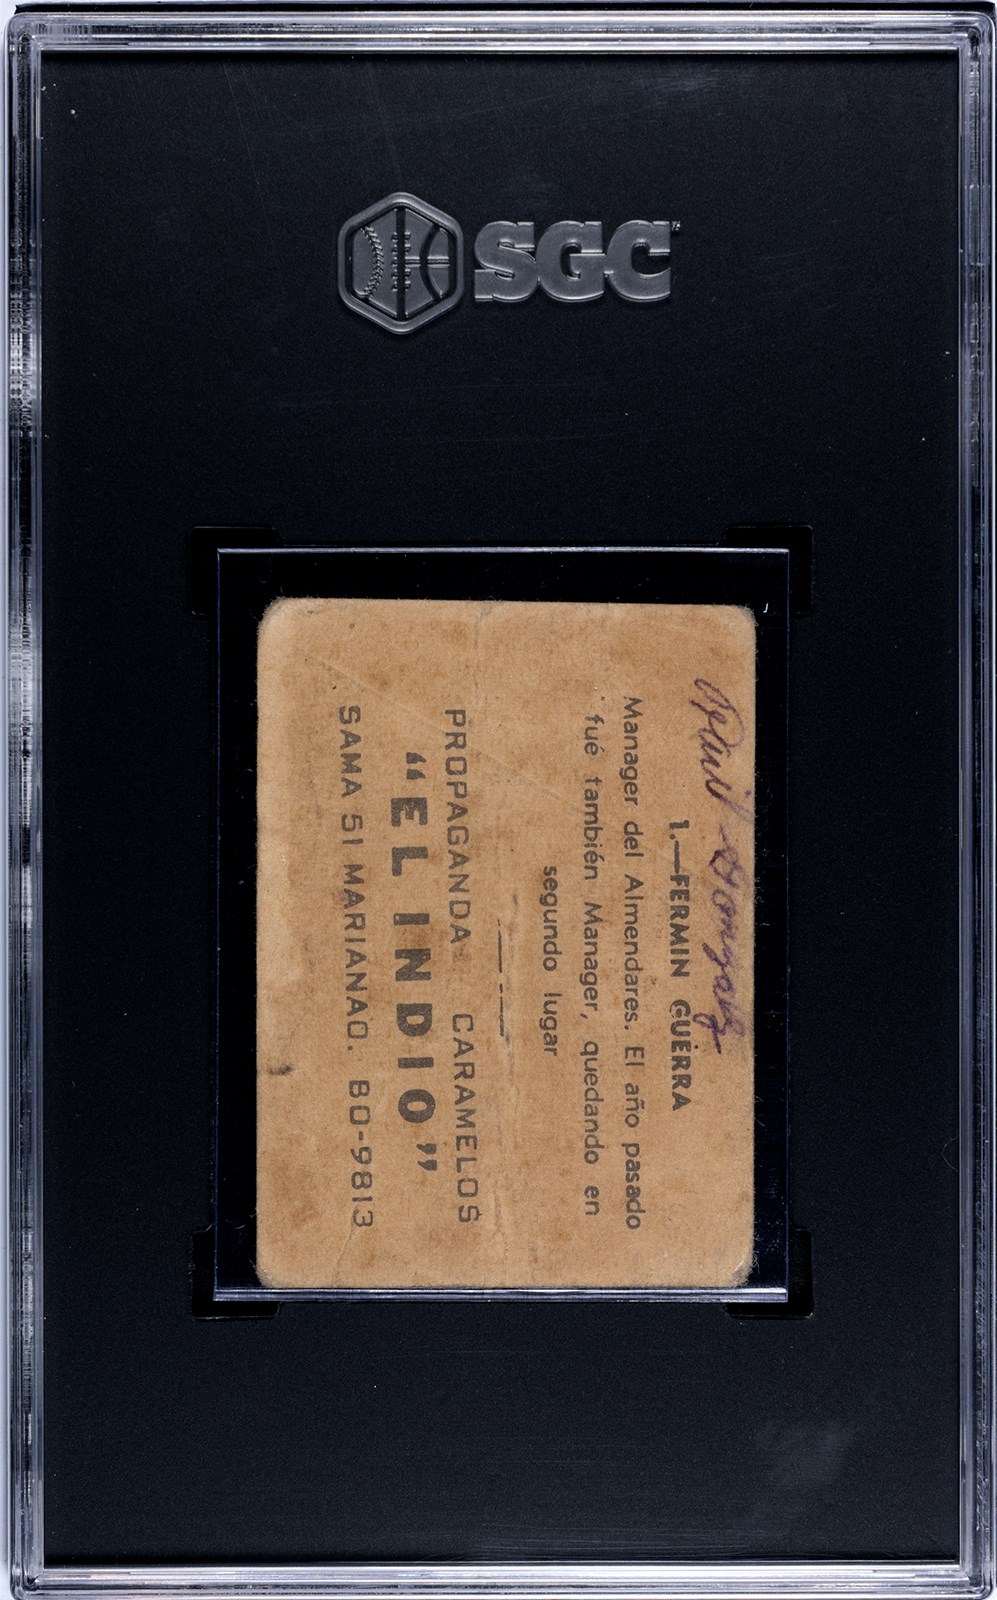 SGC
1.—FERMIN GUERRA
Manager del Almendares. El año pasado
fué también Manager, quedando en
segundo lugar
PROPAGANDA CARAMELOS
“EL INDIO”
SAMA 51 MARIANAO. BO-9813